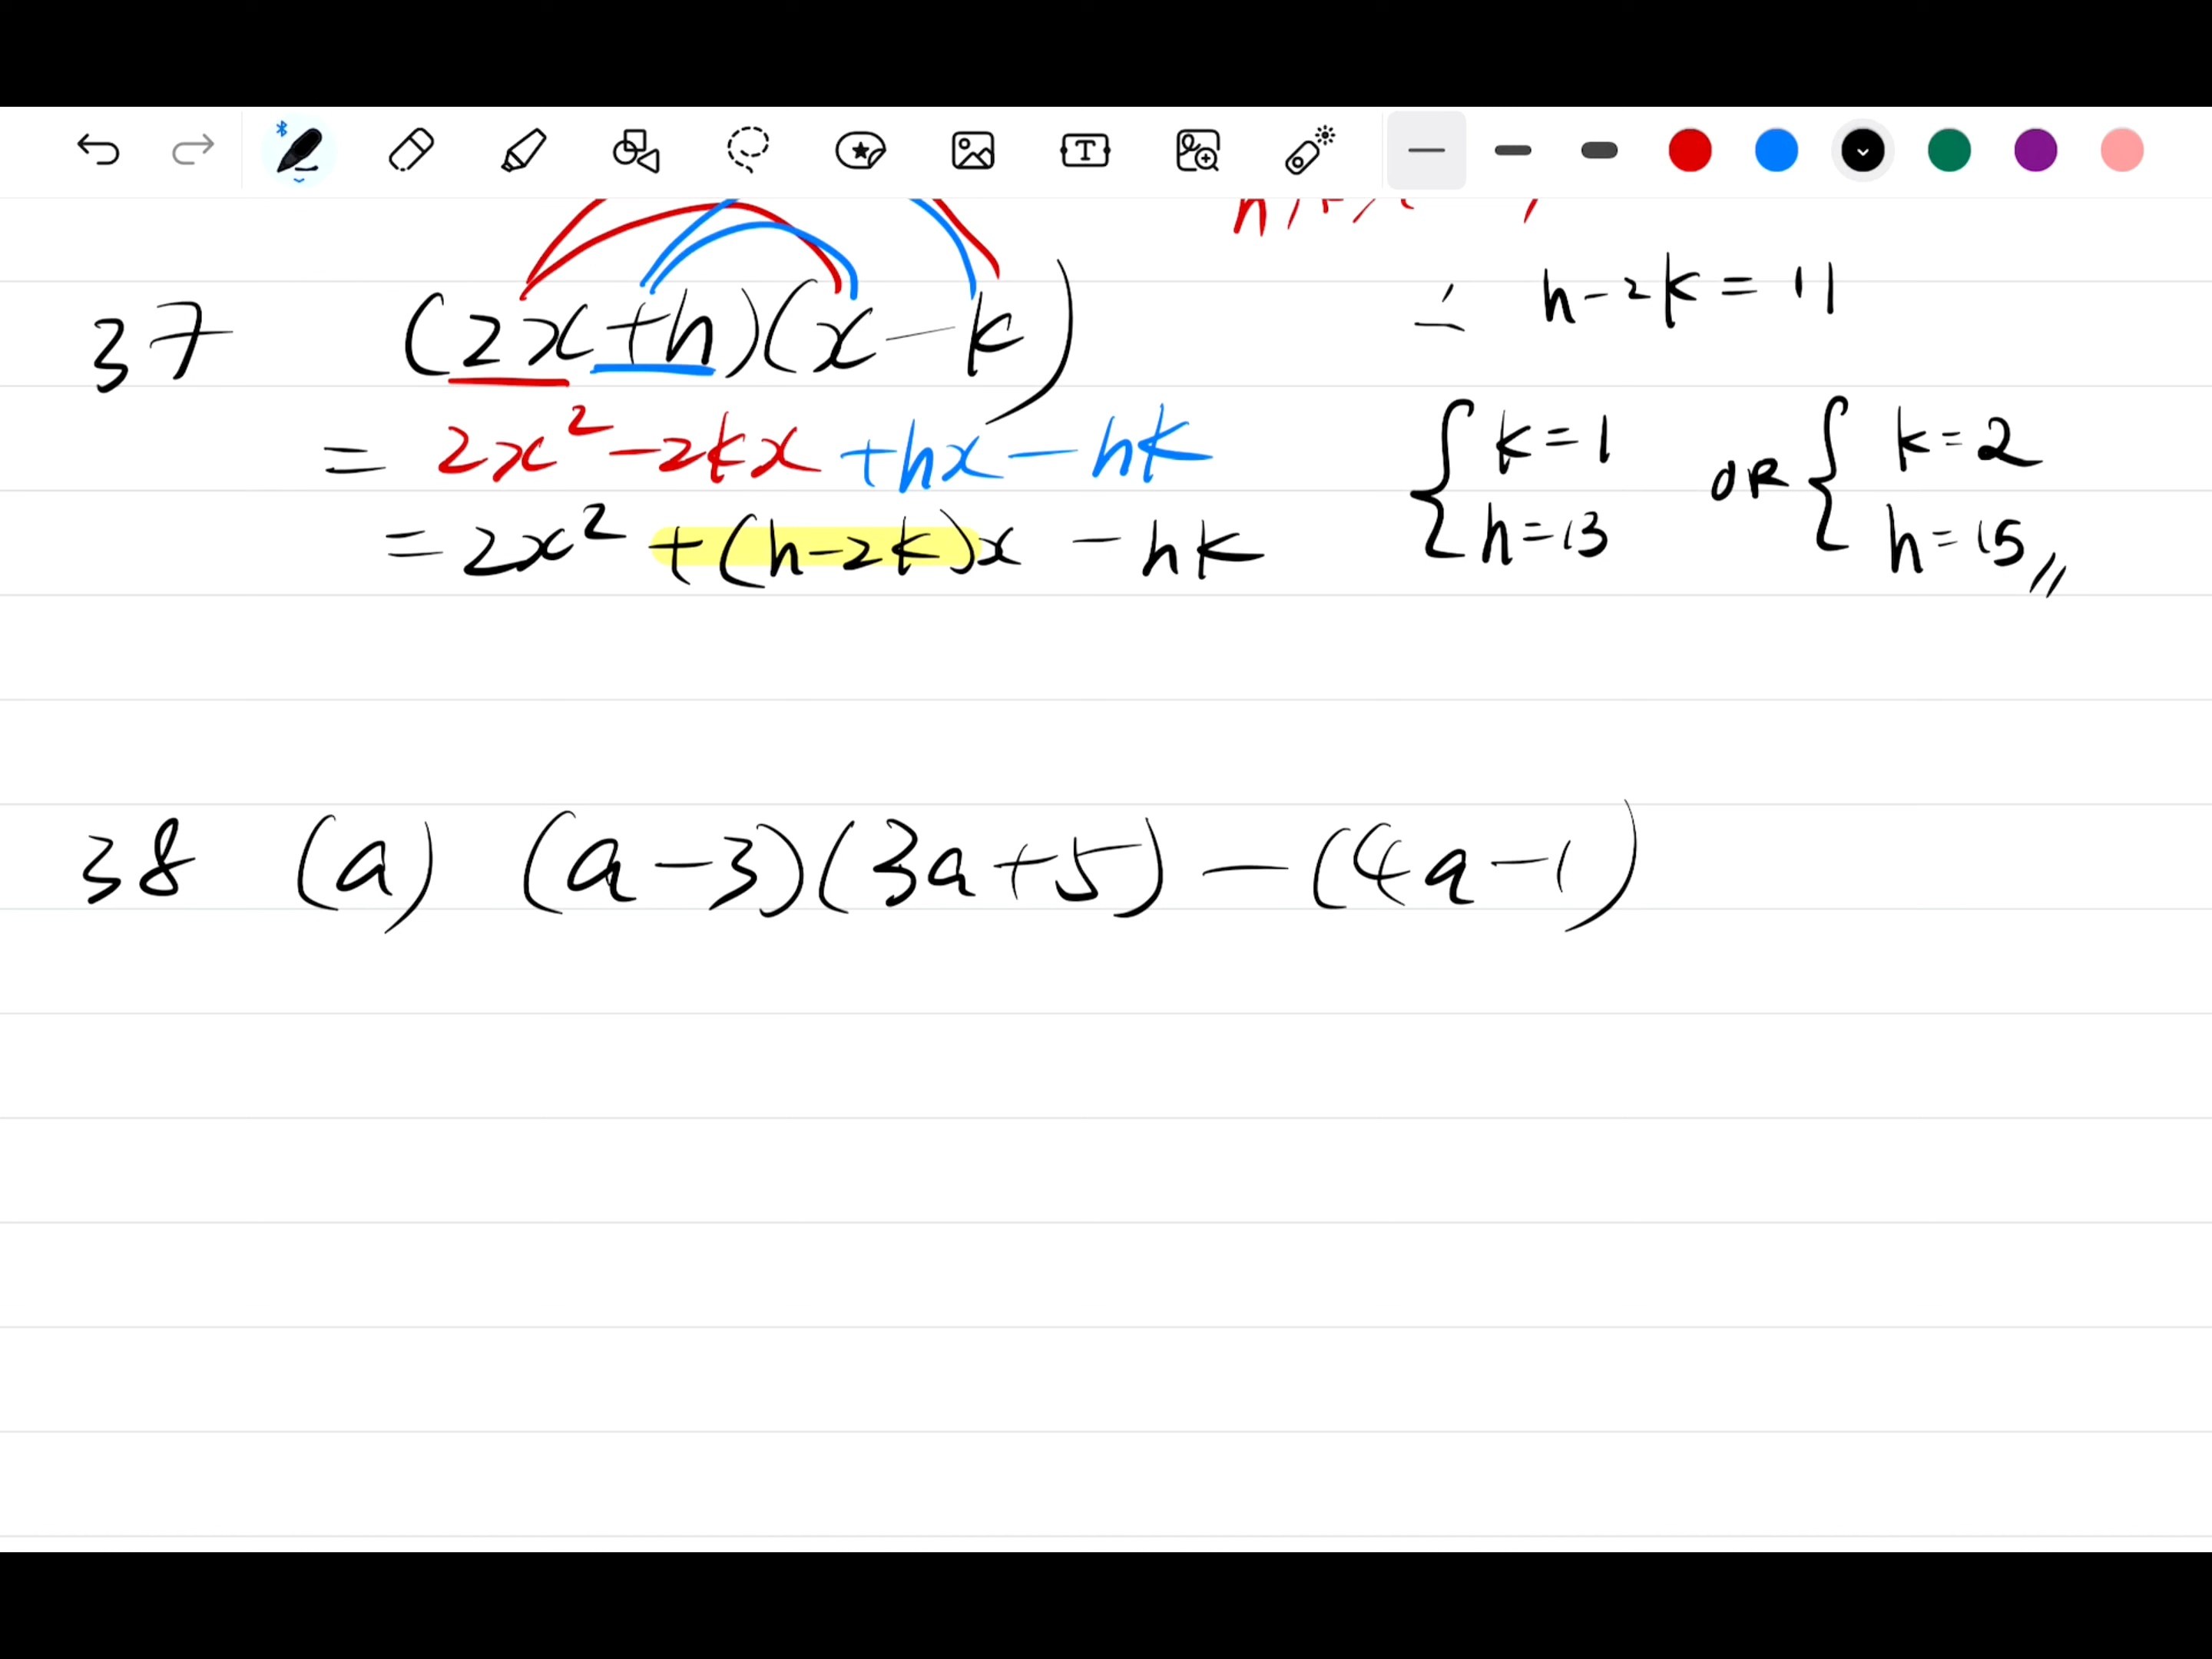 h-2k = 11
37 (2x+h)(x-k)
= 2x² -2kx +hx - hk
= 2x² +(h-2k)x - hk
{ k=1 h=13 OR { k=2 h=15 //
38 (a) (a-3)(3a+5) - (4a-1)